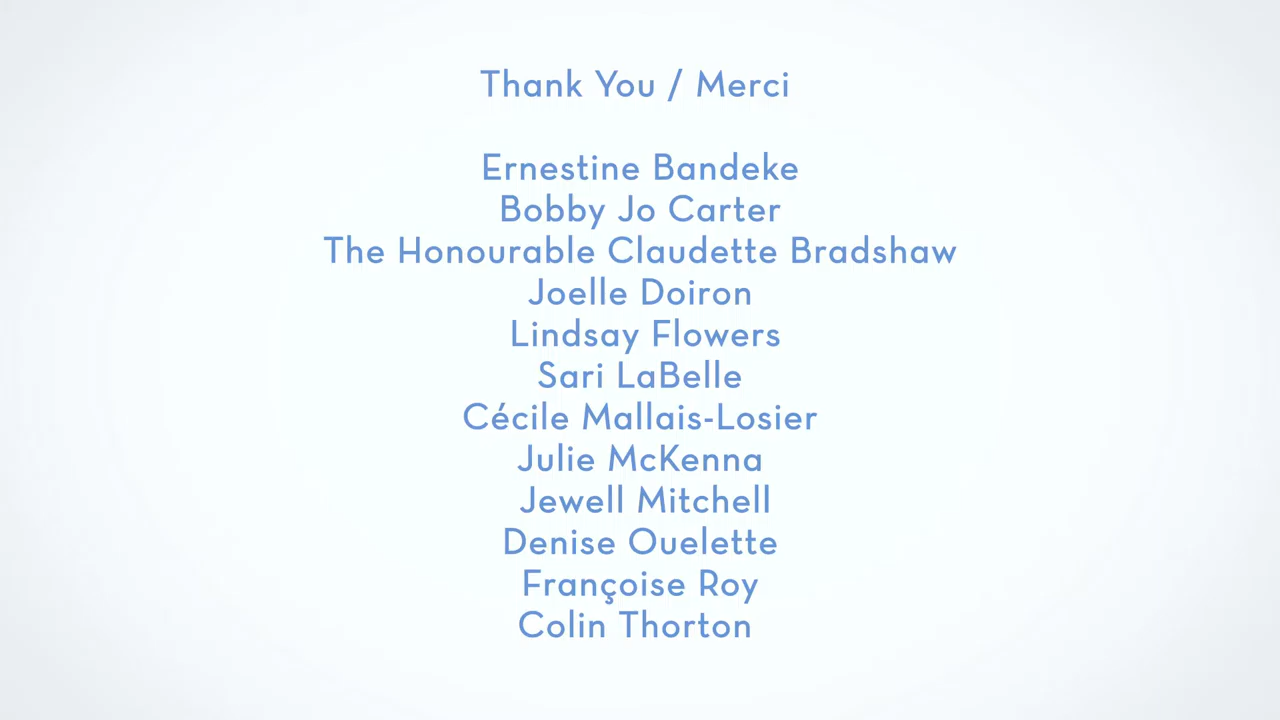 Thank You / Merci
Ernestine Bandeke
Bobby Jo Carter
The Honourable Claudette Bradshaw
Joelle Doiron
Lindsay Flowers
Sari LaBelle
Cécile Mallais-Losier
Julie McKenna
Jewell Mitchell
Denise Ouelette
Françoise Roy
Colin Thorton